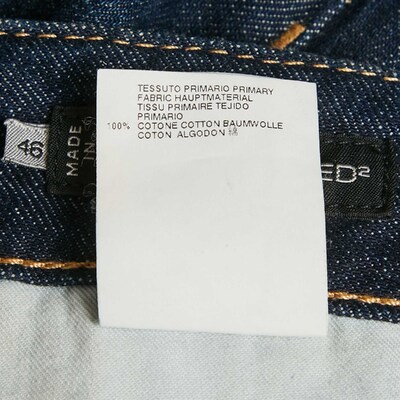 TESSUTO PRIMARIO PRIMARY
FABRIC HAUPTMATERIAL
TISSU PRIMAIRE TEJIDO
PRIMARIO
100% COTONE COTTON BAUMWOLLE
COTON ALGODON 綿
46
MADE
IN
ED2